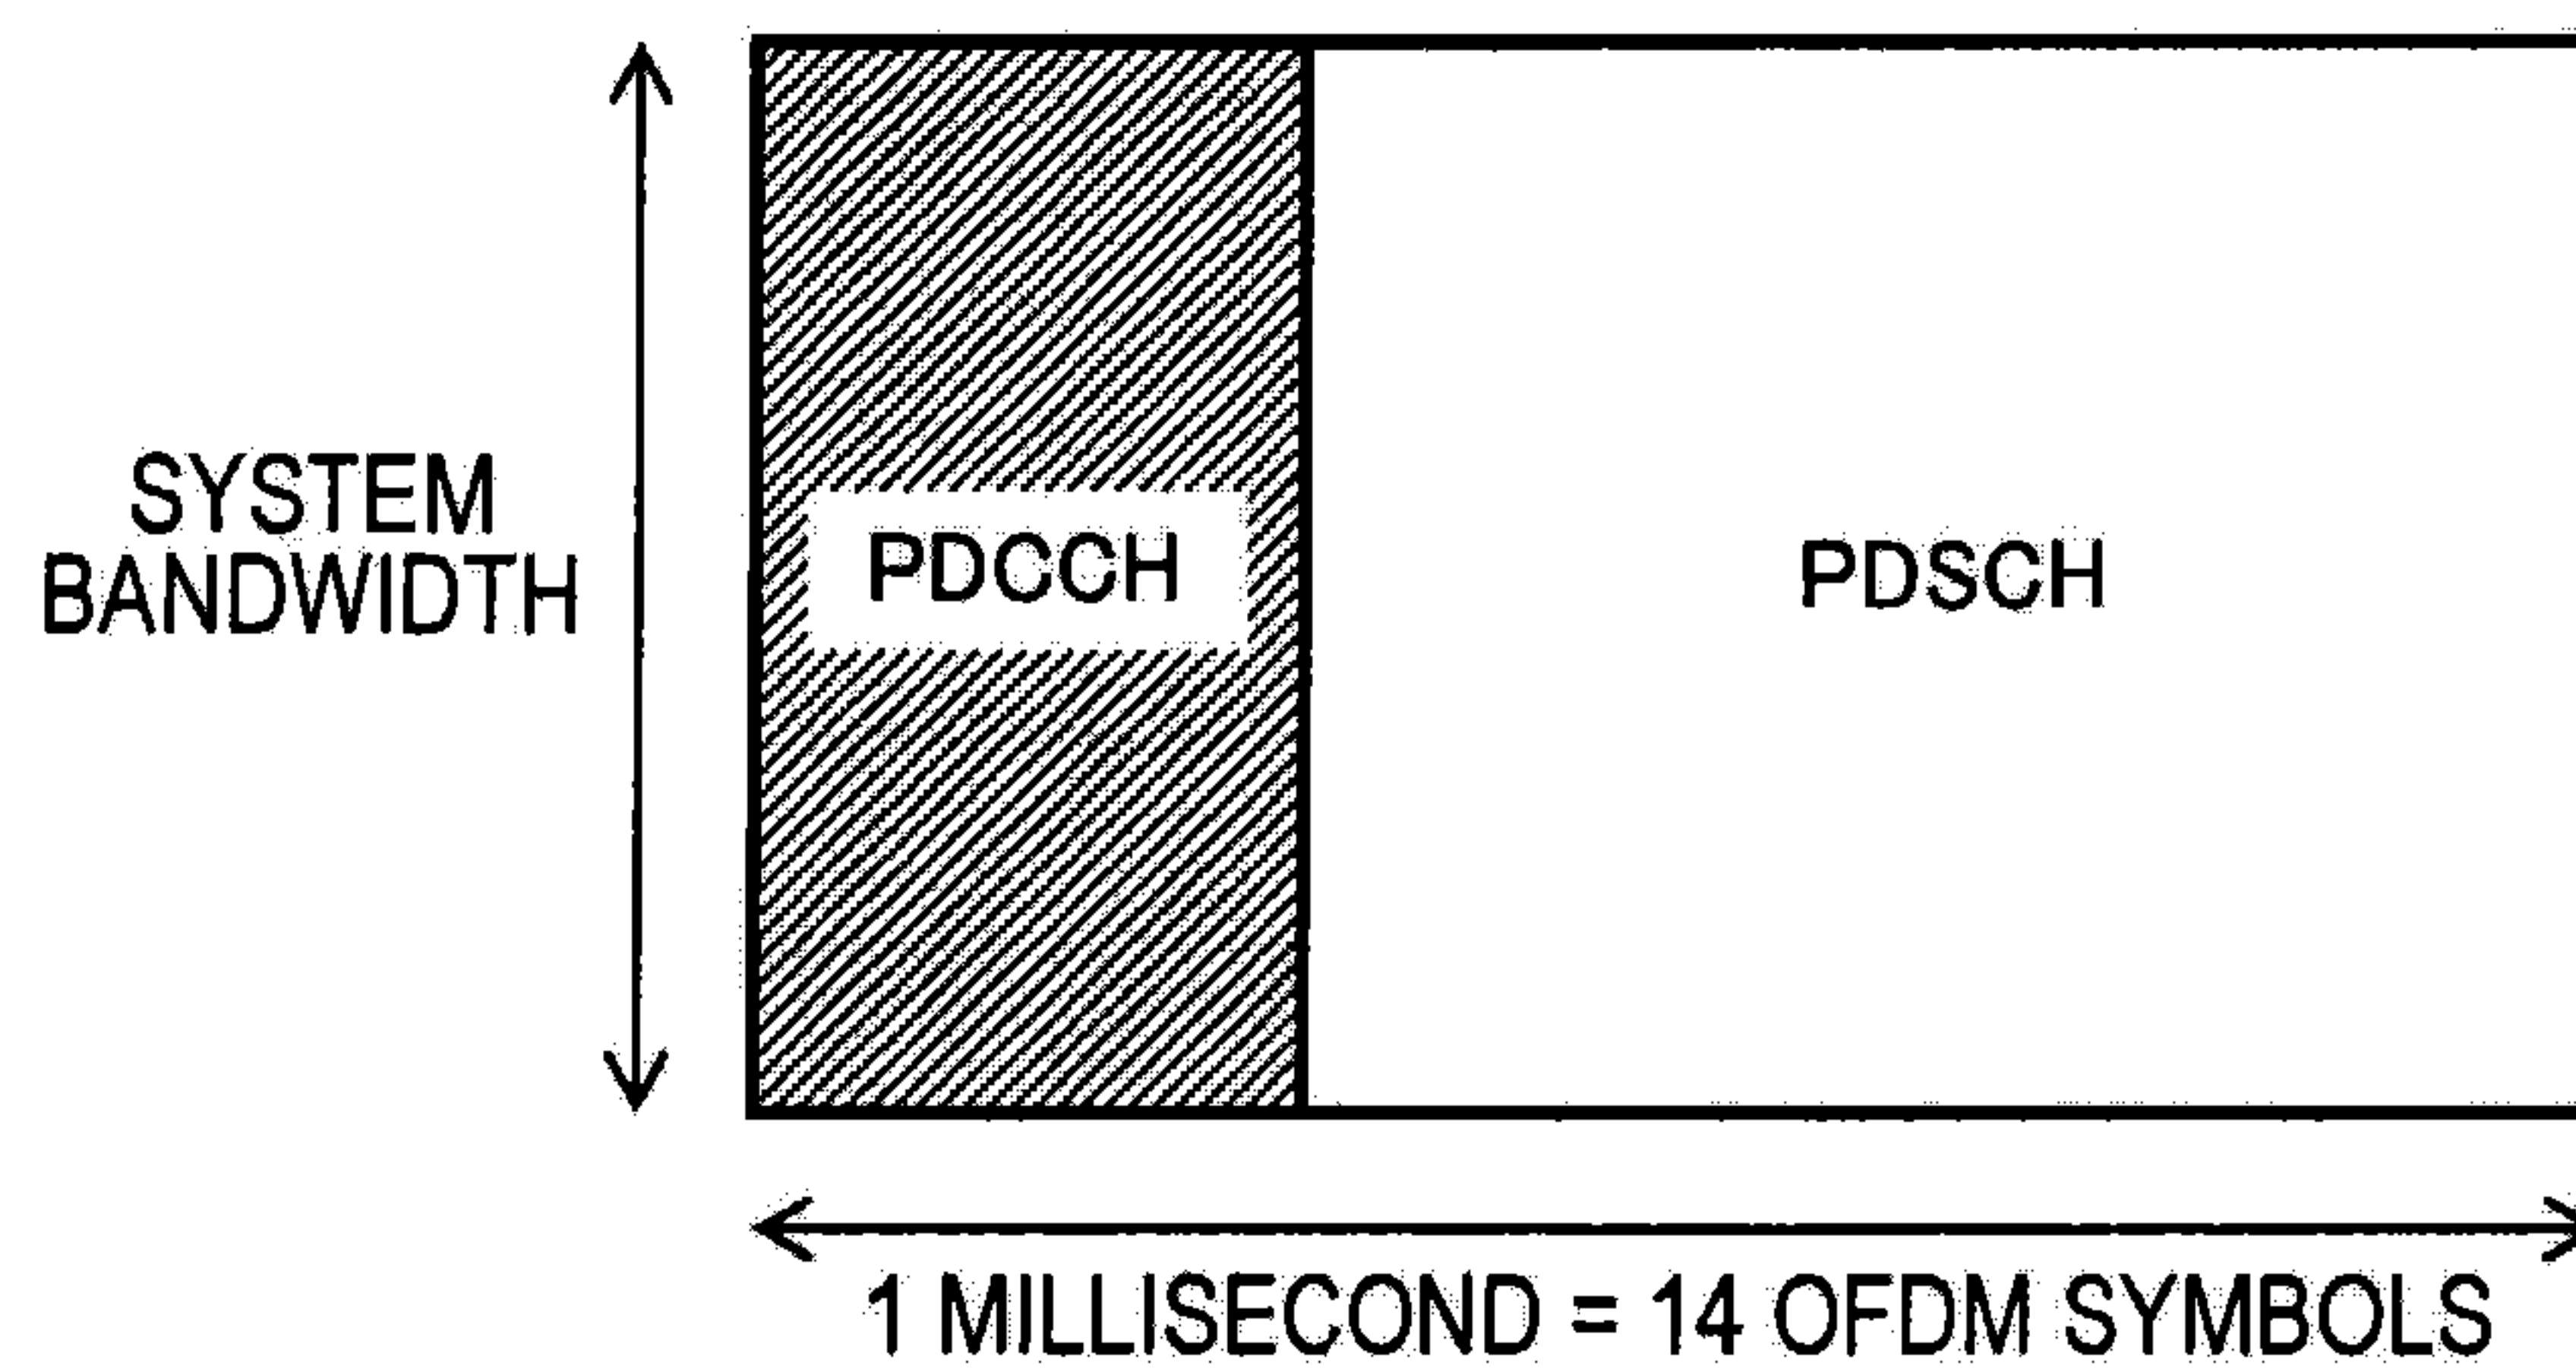 SYSTEM
BANDWIDTH
PDCCH
PDSCH
1 MILLISECOND = 14 OFDM SYMBOLS